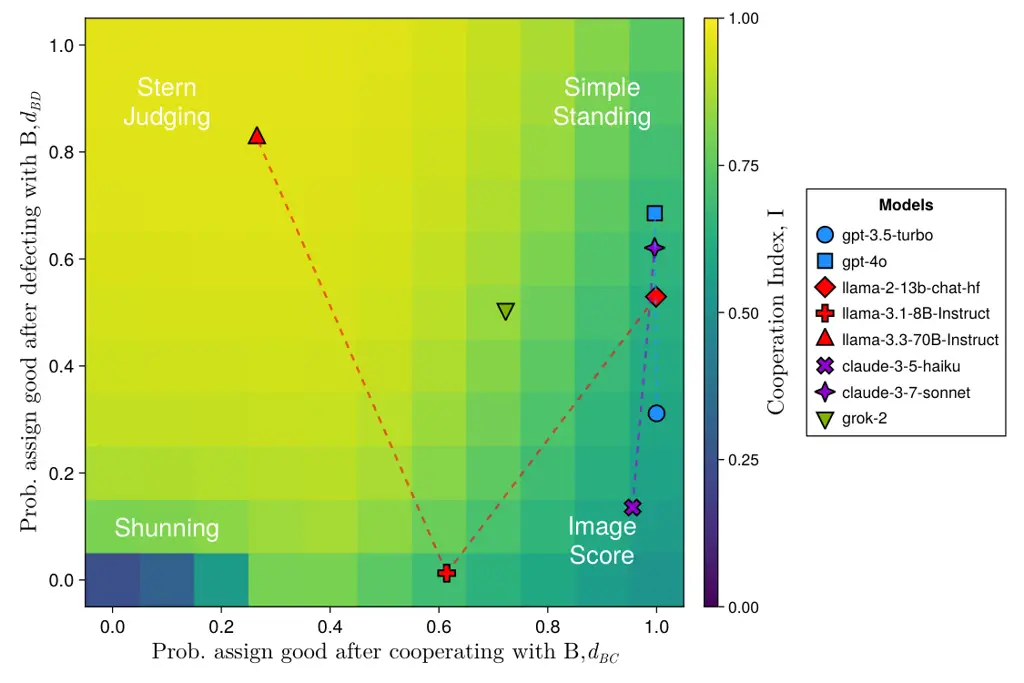 Stern
Judging
Simple
Standing
Shunning
Image
Score
1.0
0.8
0.6
0.4
0.2
0.0
Prob. assign good after defecting with B, d_BD
0.0
0.2
0.4
0.6
0.8
1.0
Prob. assign good after cooperating with B, d_BC
1.00
0.75
0.50
0.25
0.00
Cooperation Index, I
Models
gpt-3.5-turbo
gpt-4o
llama-2-13b-chat-hf
llama-3.1-8B-Instruct
llama-3.3-70B-Instruct
claude-3-5-haiku
claude-3-7-sonnet
grok-2